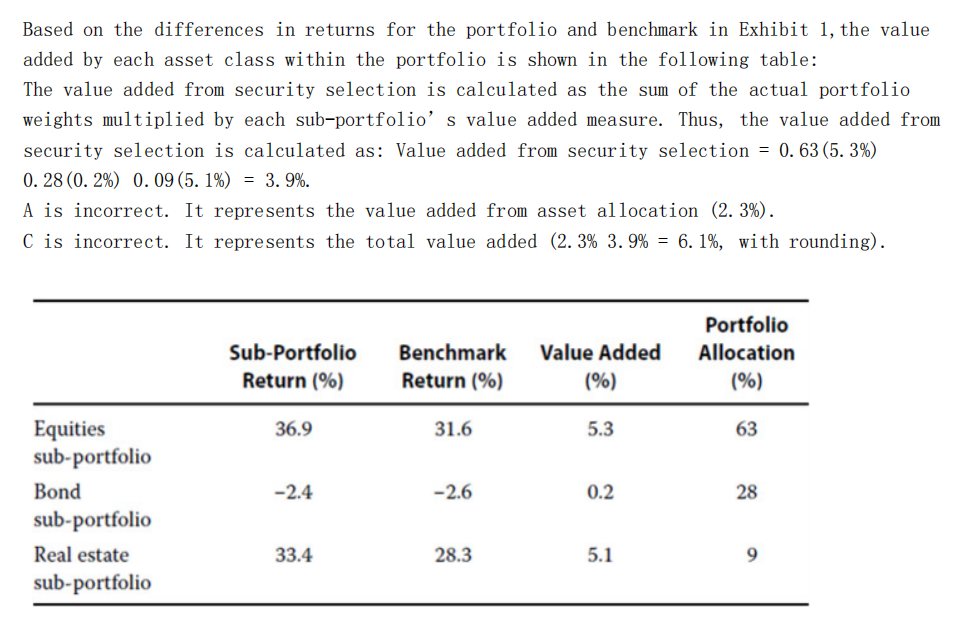 Based on the differences in returns for the portfolio and benchmark in Exhibit 1, the value
added by each asset class within the portfolio is shown in the following table:
The value added from security selection is calculated as the sum of the actual portfolio
weights multiplied by each sub-portfolio’s value added measure. Thus, the value added from
security selection is calculated as: Value added from security selection = 0.63(5.3%)
0.28(0.2%) 0.09(5.1%) = 3.9%.
A is incorrect. It represents the value added from asset allocation (2.3%).
C is incorrect. It represents the total value added (2.3% 3.9% = 6.1%, with rounding).
Portfolio
Sub-Portfolio Benchmark Value Added Allocation
Return (%) Return (%) (%) (%)
Equities 36.9 31.6 5.3 63
sub-portfolio
Bond −2.4 −2.6 0.2 28
sub-portfolio
Real estate 33.4 28.3 5.1 9
sub-portfolio